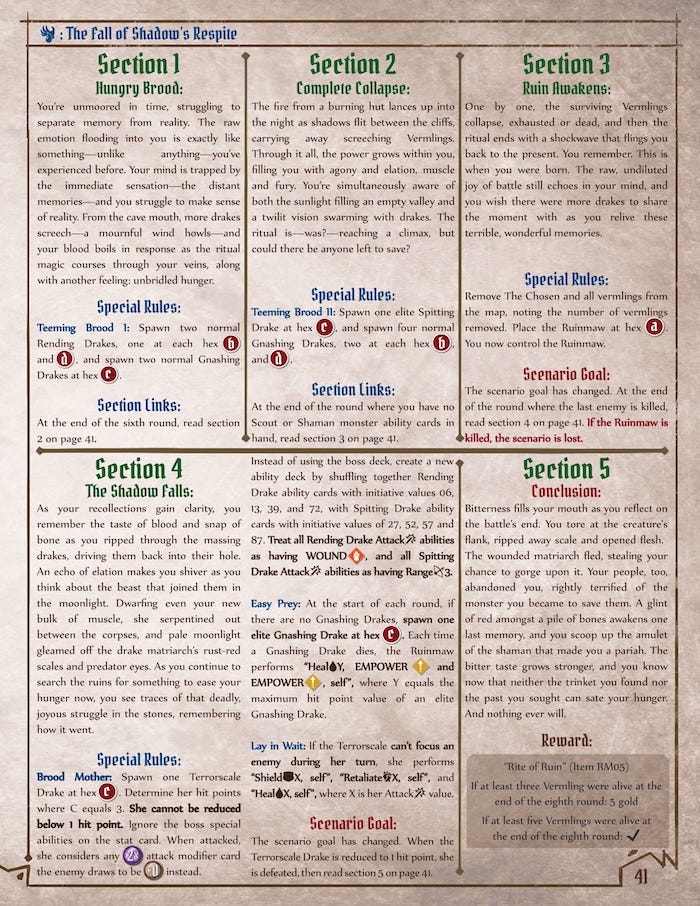 : The Fall of Shadow's Respite
Section 1
Hungry Brood:
You're unmoored in time, struggling to
separate memory from reality. The raw
emotion flooding into you is exactly like
something—unlike anything—you've
experienced before. Your mind is trapped by
the immediate sensation—the distant
memories—and you struggle to make sense
of reality. From the cave mouth, more drakes
screech—a mournful wind howls—and
your blood boils in response as the ritual
magic courses through your veins, along
with another feeling: unbridled hunger.
Special Rules:
Teeming Brood I: Spawn two normal
Rending Drakes, one at each hex b
and d, and spawn two normal Gnashing
Drakes at hex c.
Section Links:
At the end of the sixth round, read section
2 on page 41.
Section 2
Complete Collapse:
The fire from a burning hut lances up into
the night as shadows flit between the cliffs,
carrying away screeching Vermlings.
Through it all, the power grows within you,
filling you with agony and elation, muscle
and fury. You're simultaneously aware of
both the sunlight filling an empty valley and
a twilit vision swarming with drakes. The
ritual is—was?—reaching a climax, but
could there be anyone left to save?
Special Rules:
Teeming Brood II: Spawn one elite Spitting
Drake at hex c, and spawn four normal
Gnashing Drakes, two at each hex b,
and d.
Section Links:
At the end of the round where you have no
Scout or Shaman monster ability cards in
hand, read section 3 on page 41.
Section 3
Ruin Awakens:
One by one, the surviving Vermlings
collapse, exhausted or dead, and then the
ritual ends with a shockwave that flings you
back to the present. You remember. This is
when you were born. The raw, undiluted
joy of battle still echoes in your mind, and
you wish there were more drakes to share
the moment with as you relive these
terrible, wonderful memories.
Special Rules:
Remove The Chosen and all vermlings from
the map, noting the number of vermlings
removed. Place the Ruinmaw at hex a.
You now control the Ruinmaw.
Scenario Goal:
The scenario goal has changed. At the end
of the round where the last enemy is killed,
read section 4 on page 41. If the Ruinmaw is
killed, the scenario is lost.
Section 4
The Shadow Falls:
As your recollections gain clarity, you
remember the taste of blood and snap of
bone as you ripped through the massing
drakes, driving them back into their hole.
An echo of elation makes you shiver as you
think about the beast that joined them in
the moonlight. Dwarfing even your new
bulk of muscle, she serpentined out
between the corpses, and pale moonlight
gleamed off the drake matriarch's rust-red
scales and predator eyes. As you continue to
search the ruins for something to ease your
hunger now, you see traces of that deadly,
joyous struggle in the stones, remembering
how it went.
Special Rules:
Brood Mother: Spawn one Terrorscale
Drake at hex c. Determine her hit points
where C equals 3. She cannot be reduced
below 1 hit point. Ignore the boss special
abilities on the stat card. When attacked,
she considers any 2x attack modifier card
the enemy draws to be +0 instead.
Instead of using the boss deck, create a new
ability deck by shuffling together Rending
Drake ability cards with initiative values 06,
13, 39, and 72, with Spitting Drake ability
cards with initiative values of 27, 52, 57 and
87. Treat all Rending Drake Attack abilities
as having WOUND, and all Spitting
Drake Attack abilities as having Range 3.
Easy Prey: At the start of each round, if
there are no Gnashing Drakes, spawn one
elite Gnashing Drake at hex c. Each time
a Gnashing Drake dies, the Ruinmaw
performs "Heal Y, EMPOWER and
EMPOWER, self", where Y equals the
maximum hit point value of an elite
Gnashing Drake.
Lay in Wait: If the Terrorscale can't focus an
enemy during her turn, she performs
"Shield X, self", "Retaliate X, self", and
"Heal X, self", where X is her Attack value.
Scenario Goal:
The scenario goal has changed. When the
Terrorscale Drake is reduced to 1 hit point, she
is defeated, then read section 5 on page 41.
Section 5
Conclusion:
Bitterness fills your mouth as you reflect on
the battle's end. You tore at the creature's
flank, ripped away scale and opened flesh.
The wounded matriarch fled, stealing your
chance to gorge upon it. Your people, too,
abandoned you, rightly terrified of the
monster you became to save them. A glint
of red amongst a pile of bones awakens one
last memory, and you scoop up the amulet
of the shaman that made you a pariah. The
bitter taste grows stronger, and you know
now that neither the trinket you found nor
the past you sought can sate your hunger.
And nothing ever will.
Reward:
"Rite of Ruin" (Item RM05)
If at least three Vermling were alive at the
end of the eighth round: 5 gold
If at least five Vermlings were alive at
the end of the eighth round: ✓
41